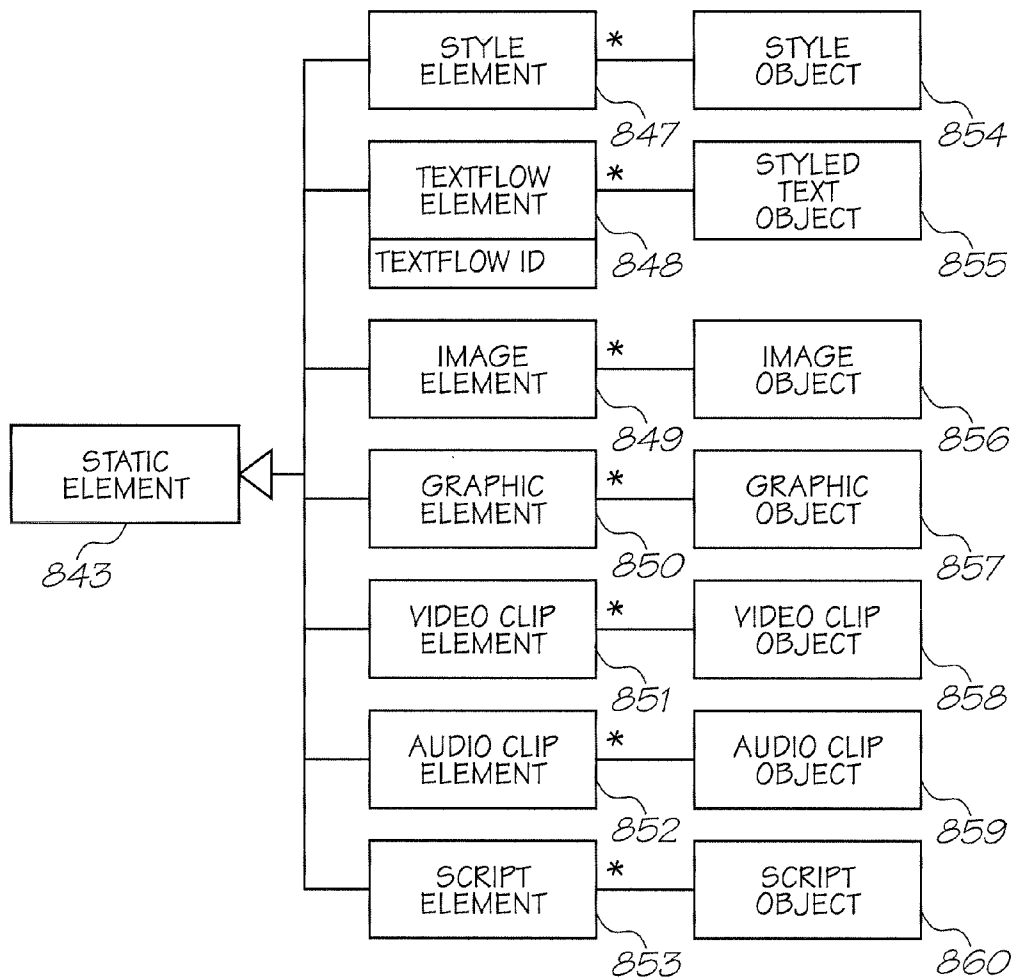 STYLE
ELEMENT
*
STYLE
OBJECT
847
854
TEXTFLOW
ELEMENT
*
STYLED
TEXT
OBJECT
TEXTFLOW ID
848
855
IMAGE
ELEMENT
*
IMAGE
OBJECT
849
856
STATIC
ELEMENT
843
GRAPHIC
ELEMENT
*
GRAPHIC
OBJECT
850
857
VIDEO CLIP
ELEMENT
*
VIDEO CLIP
OBJECT
851
858
AUDIO CLIP
ELEMENT
*
AUDIO CLIP
OBJECT
852
859
SCRIPT
ELEMENT
*
SCRIPT
OBJECT
853
860